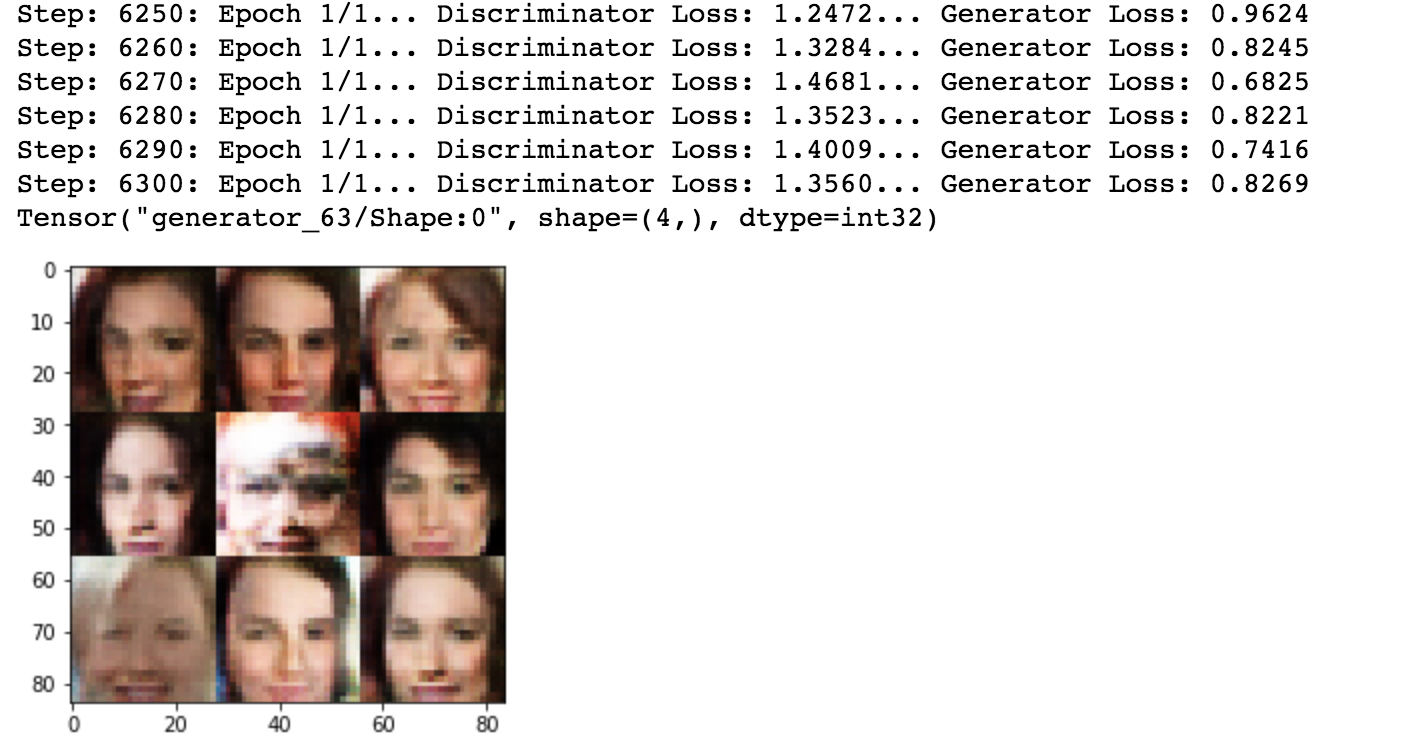 Step: 6250: Epoch 1/1... Discriminator Loss: 1.2472... Generator Loss: 0.9624
Step: 6260: Epoch 1/1... Discriminator Loss: 1.3284... Generator Loss: 0.8245
Step: 6270: Epoch 1/1... Discriminator Loss: 1.4681... Generator Loss: 0.6825
Step: 6280: Epoch 1/1... Discriminator Loss: 1.3523... Generator Loss: 0.8221
Step: 6290: Epoch 1/1... Discriminator Loss: 1.4009... Generator Loss: 0.7416
Step: 6300: Epoch 1/1... Discriminator Loss: 1.3560... Generator Loss: 0.8269
Tensor("generator_63/Shape:0", shape=(4,), dtype=int32)
0
10
20
30
40
50
60
70
80
0 20 40 60 80